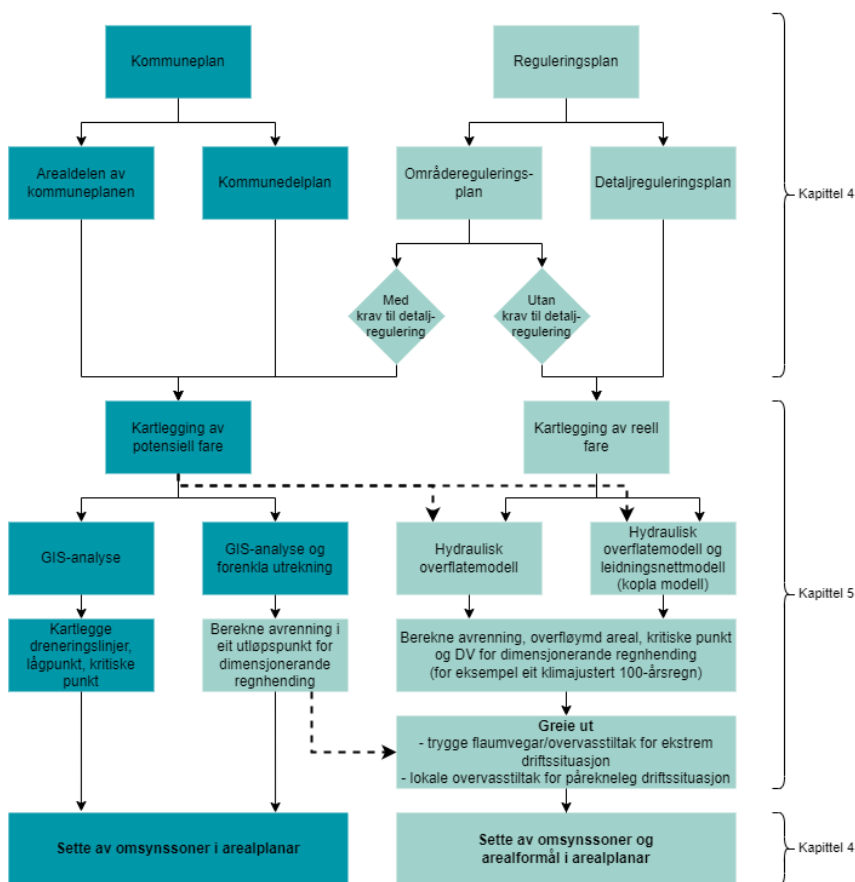 Kommuneplan
Reguleringsplan
Arealdelen av
kommuneplanen
Kommunedelplan
Områderegulerings-
plan
Detaljreguleringsplan
Kapittel 4
Med
krav til detalj-
regulering
Utan
krav til detalj-
regulering
Kartlegging av
potensiell fare
Kartlegging av reell
fare
GIS-analyse
GIS-analyse og
forenkla utrekning
Hydraulisk
overflatemodell
Hydraulisk
overflatemodell og
leidningsnettmodell
(kopla modell)
Kapittel 5
Kartlegge
dreneringslinjer,
lågpunkt, kritiske
punkt
Berekne avrenning i
eit utløpspunkt for
dimensjonerande
regnhending
Berekne avrenning, overfløymd areal, kritiske punkt
og DV for dimensjonerande regnhending
(for eksempel eit klimajustert 100-årsregn)
Greie ut
- trygge flaumvegar/overvasstiltak for ekstrem
driftssituasjon
- lokale overvasstiltak for pårekneleg driftssituasjon
Sette av omsynssoner i arealplanar
Sette av omsynssoner og
arealformål i arealplanar
Kapittel 4